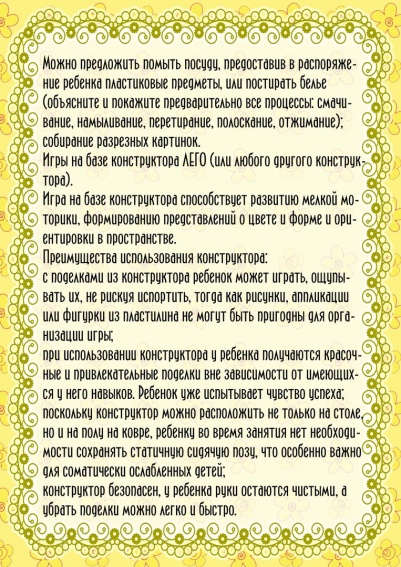 Можно предложить помыть посуду, предоставив в распоряже-
ние ребенка пластиковые предметы, или постирать белье
(объясните и покажите предварительно все процессы: смачи-
вание, намыливание, перетирание, полоскание, отжимание);
собирание разрезных картинок.
Игры на базе конструктора ЛЕГО (или любого другого конструк-
тора).
Игра на базе конструктора способствует развитию мелкой мо-
торики, формированию представлений о цвете и форме и ори-
ентировки в пространстве.
Преимущества использования конструктора:
с поделками из конструктора ребенок может играть, ощупы-
вать их, не рискуя испортить, тогда как рисунки, аппликации
или фигурки из пластилина не могут быть пригодны для орга-
низации игры;
при использовании конструктора у ребенка получаются красоч-
ные и привлекательные поделки вне зависимости от имеющих-
ся у него навыков. Ребенок уже испытывает чувство успеха;
поскольку конструктор можно расположить не только на столе,
но и на полу на ковре, ребенку во время занятия нет необходи-
мости сохранять статичную сидячую позу, что особенно важно
для соматически ослабленных детей;
конструктор безопасен, у ребенка руки остаются чистыми, а
убрать поделки можно легко и быстро.